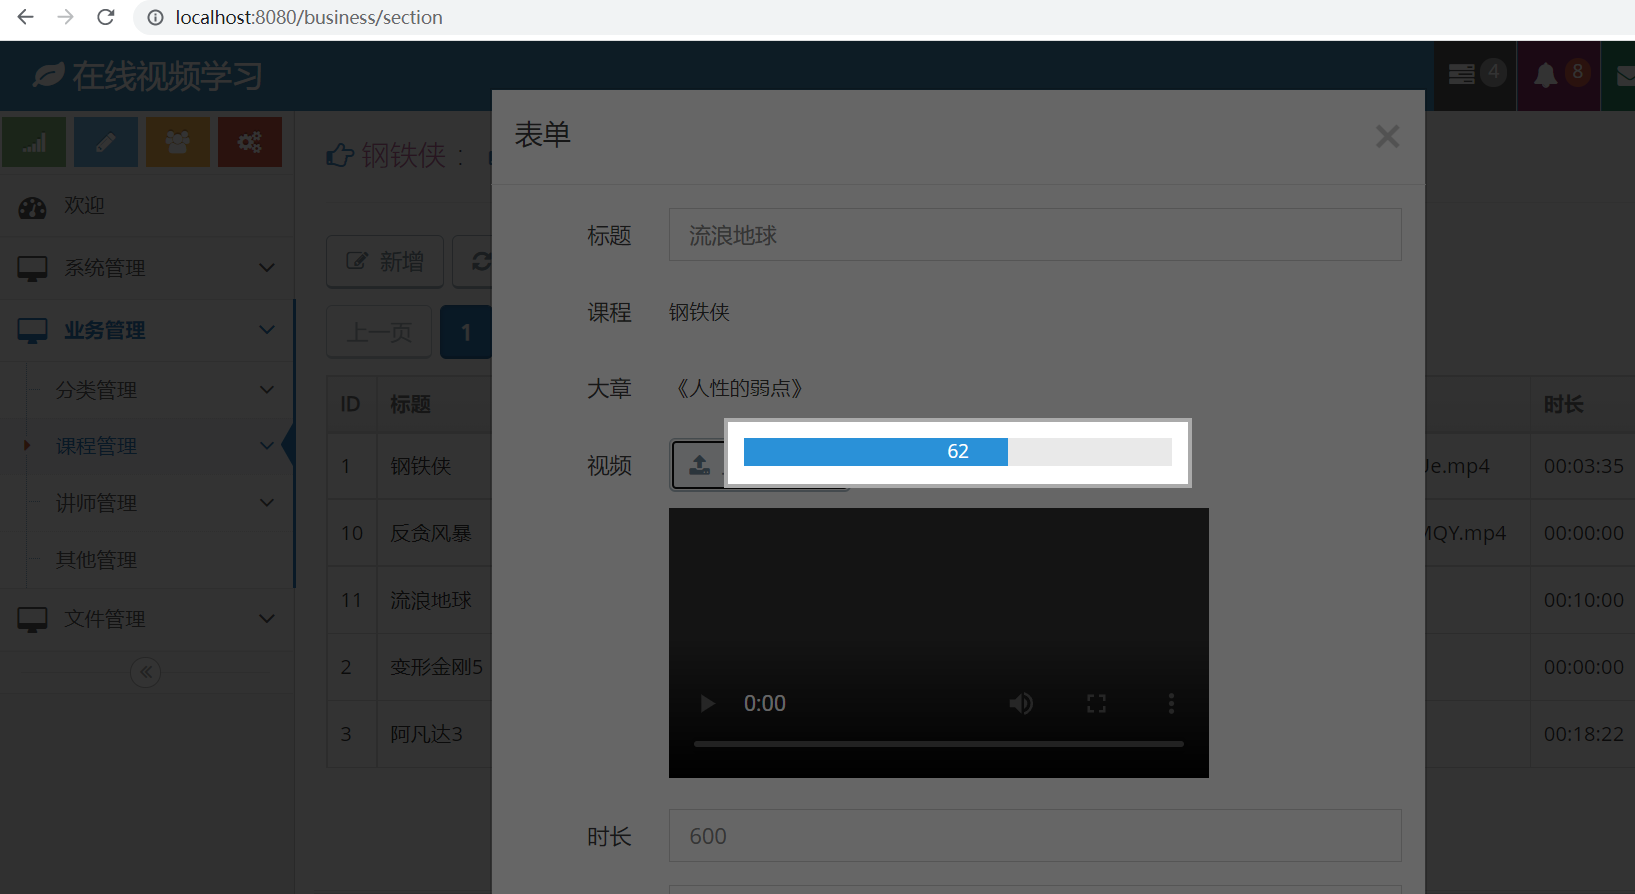 localhost:8080/business/section
在线视频学习
4
8
表单
钢铁侠：
欢迎
系统管理
业务管理
分类管理
课程管理
讲师管理
其他管理
文件管理
新增
上一页 1
ID 标题 时长
1 钢铁侠 Je.mp4 00:03:35
10 反贪风暴 MQY.mp4 00:00:00
11 流浪地球 00:10:00
2 变形金刚5 00:00:00
3 阿凡达3 00:18:22
标题 流浪地球
课程 钢铁侠
大章 《人性的弱点》
视频
62
0:00
时长 600